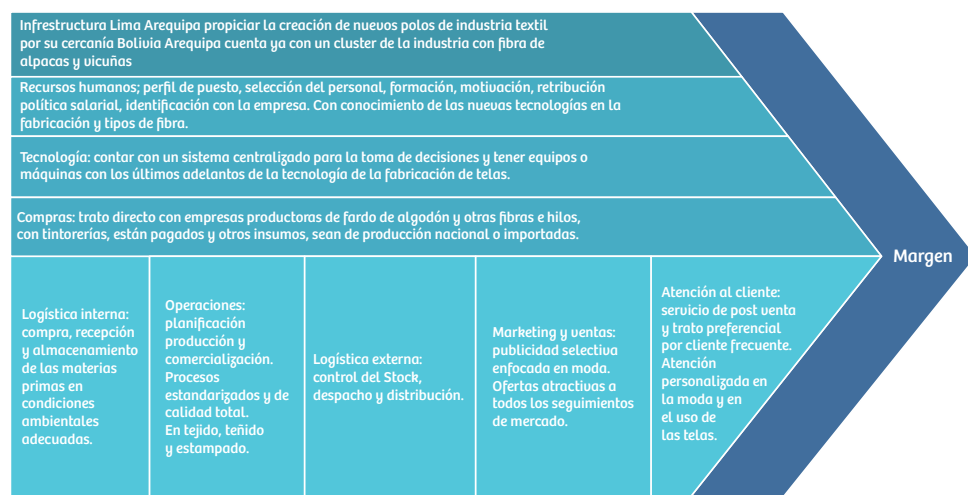 Infrestructura Lima Arequipa propiciar la creación de nuevos polos de industria textil
por su cercanía Bolivia Arequipa cuenta ya con un cluster de la industria con fibra de
alpacas y vicuñas
Recursos humanos; perfil de puesto, selección del personal, formación, motivación, retribución
política salarial, identificación con la empresa. Con conocimiento de las nuevas tecnologías en la
fabricación y tipos de fibra.
Tecnología: contar con un sistema centralizado para la toma de decisiones y tener equipos o
máquinas con los últimos adelantos de la tecnología de la fabricación de telas.
Compras: trato directo con empresas productoras de fardo de algodón y otras fibras e hilos,
con tintorerías, están pagados y otros insumos, sean de producción nacional o importadas.
Margen
Logística interna:
compra, recepción
y almacenamiento
de las materias
primas en
condiciones
ambientales
adecuadas.
Operaciones:
planificación
producción y
comercialización.
Procesos
estandarizados y de
calidad total.
En tejido, teñido
y estampado.
Logística externa:
control del Stock,
despacho y distribución.
Marketing y ventas:
publicidad selectiva
enfocada en moda.
Ofertas atractivas a
todos los seguimientos
de mercado.
Atención al cliente:
servicio de post venta
y trato preferencial
por cliente frecuente.
Atención
personalizada en
la moda y en
el uso de
las telas.